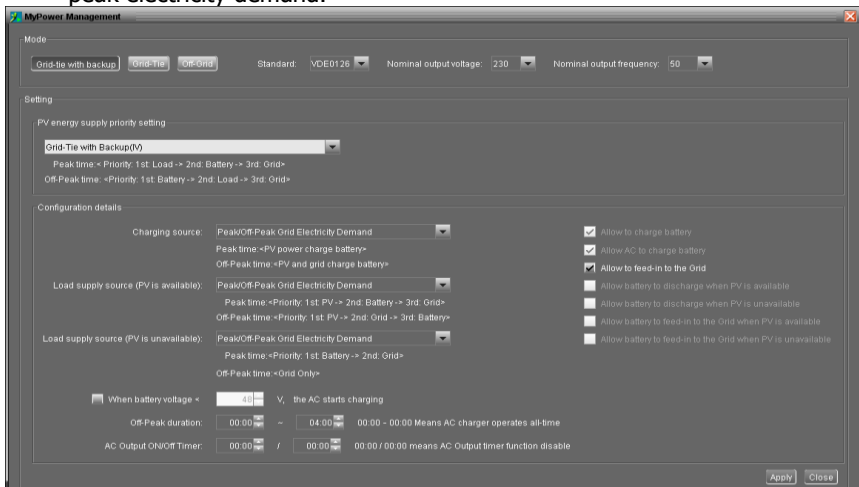 peak electricity demand.
MyPower Management
Mode
Grid-tie with backup Grid-Tie Off-Grid Standard: VDE0126 Nominal output voltage: 230 Nominal output frequency: 50
Setting
PV energy supply priority setting
Grid-Tie with Backup(IV)
Peak time:< Priority: 1st: Load -> 2nd: Battery -> 3rd: Grid>
Off-Peak time: <Priority: 1st: Battery -> 2nd: Load -> 3rd: Grid>
Configuration details
Charging source: Peak/Off-Peak Grid Electricity Demand Allow to charge battery
Peak time:<PV power charge battery> Allow AC to charge battery
Off-Peak time:<PV and grid charge battery> Allow to feed-in to the Grid
Load supply source (PV is available): Peak/Off-Peak Grid Electricity Demand Allow battery to discharge when PV is available
Peak time:<Priority: 1st: PV -> 2nd: Battery -> 3rd: Grid> Allow battery to discharge when PV is unavailable
Off-Peak time:<Priority: 1st: PV -> 2nd: Grid -> 3rd: Battery> Allow battery to feed-in to the Grid when PV is available
Load supply source (PV is unavailable): Peak/Off-Peak Grid Electricity Demand Allow battery to feed-in to the Grid when PV is unavailable
Peak time:<Priority: 1st: Battery -> 2nd: Grid>
Off-Peak time:<Grid Only>
When battery voltage < 48 V, the AC starts charging
Off-Peak duration: 00:00 ~ 04:00 00:00 - 00:00 Means AC charger operates all-time
AC Output ON/Off Timer: 00:00 / 00:00 00:00 / 00:00 means AC Output timer function disable
Apply Close